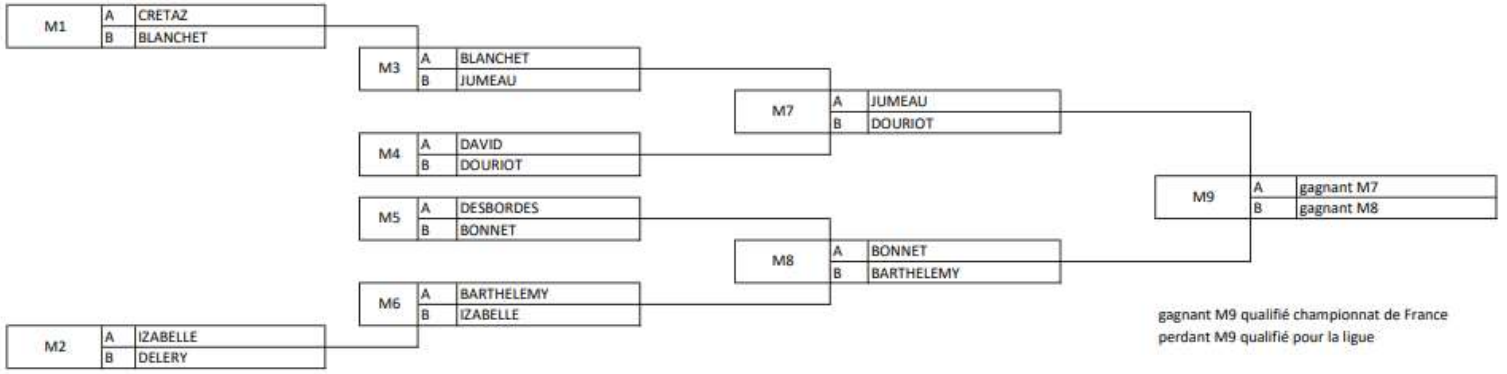 M1
A CRETAZ
B BLANCHET
M3
A BLANCHET
B JUMEAU
M7
A JUMEAU
B DOURIOT
M4
A DAVID
B DOURIOT
M9
A gagnant M7
B gagnant M8
M5
A DESBORDES
B BONNET
M8
A BONNET
B BARTHELEMY
M6
A BARTHELEMY
B IZABELLE
M2
A IZABELLE
B DELERY
gagnant M9 qualifié championnat de France
perdant M9 qualifié pour la ligue